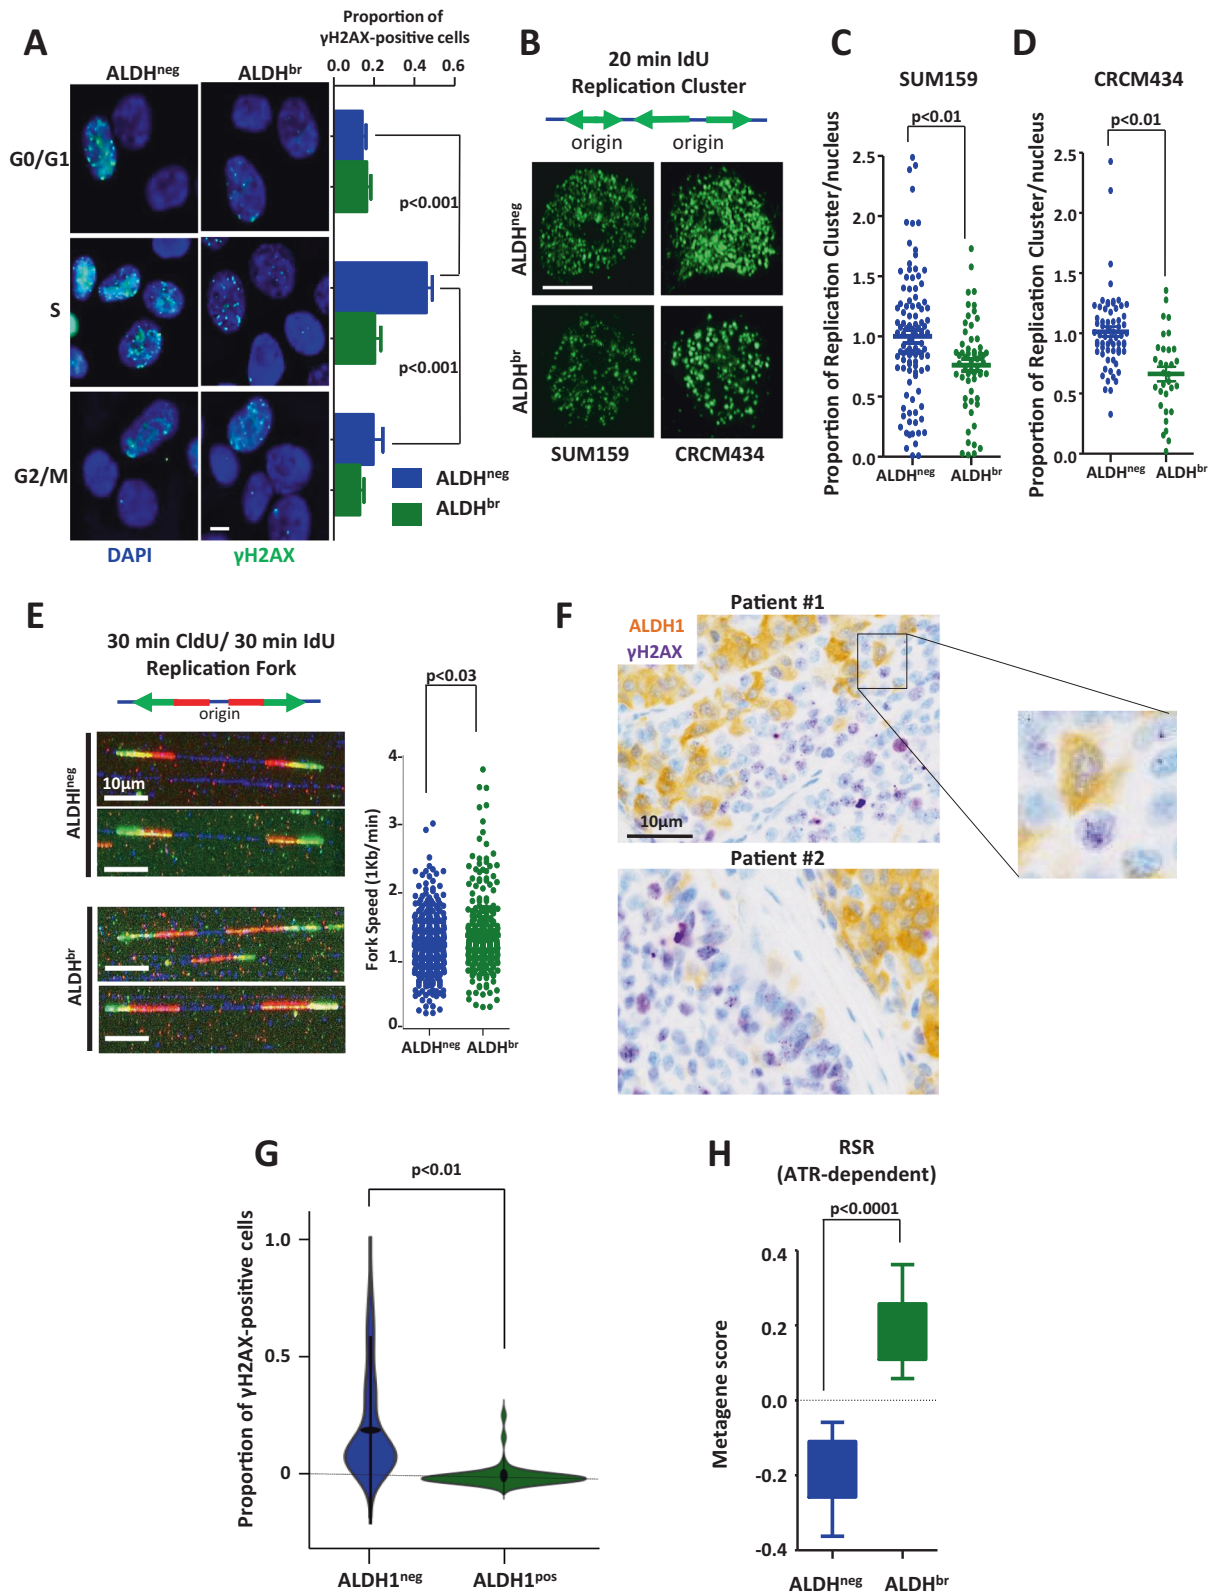 A
Proportion of
γH2AX-positive cells
ALDHneg
ALDHbr
0.0 0.2 0.4 0.6
G0/G1
S
G2/M
p<0.001
p<0.001
ALDHneg
ALDHbr
DAPI
γH2AX
B
20 min IdU
Replication Cluster
origin
origin
ALDHneg
ALDHbr
SUM159
CRCM434
C
SUM159
p<0.01
Proportion of Replication Cluster/nucleus
2.5
2.0
1.5
1.0
0.5
0.0
ALDHneg
ALDHbr
D
CRCM434
p<0.01
Proportion of Replication Cluster/nucleus
2.5
2.0
1.5
1.0
0.5
0.0
ALDHneg
ALDHbr
E
30 min CldU/ 30 min IdU
Replication Fork
origin
ALDHneg
10μm
ALDHbr
p<0.03
Fork Speed (1Kb/min)
4
3
2
1
0
ALDHneg
ALDHbr
F
Patient #1
ALDH1
γH2AX
10μm
Patient #2
G
p<0.01
Proportion of γH2AX-positive cells
1.0
0.5
0
ALDH1neg
ALDH1pos
H
RSR
(ATR-dependent)
p<0.0001
Metagene score
0.4
0.2
0.0
-0.2
-0.4
ALDHneg
ALDHbr